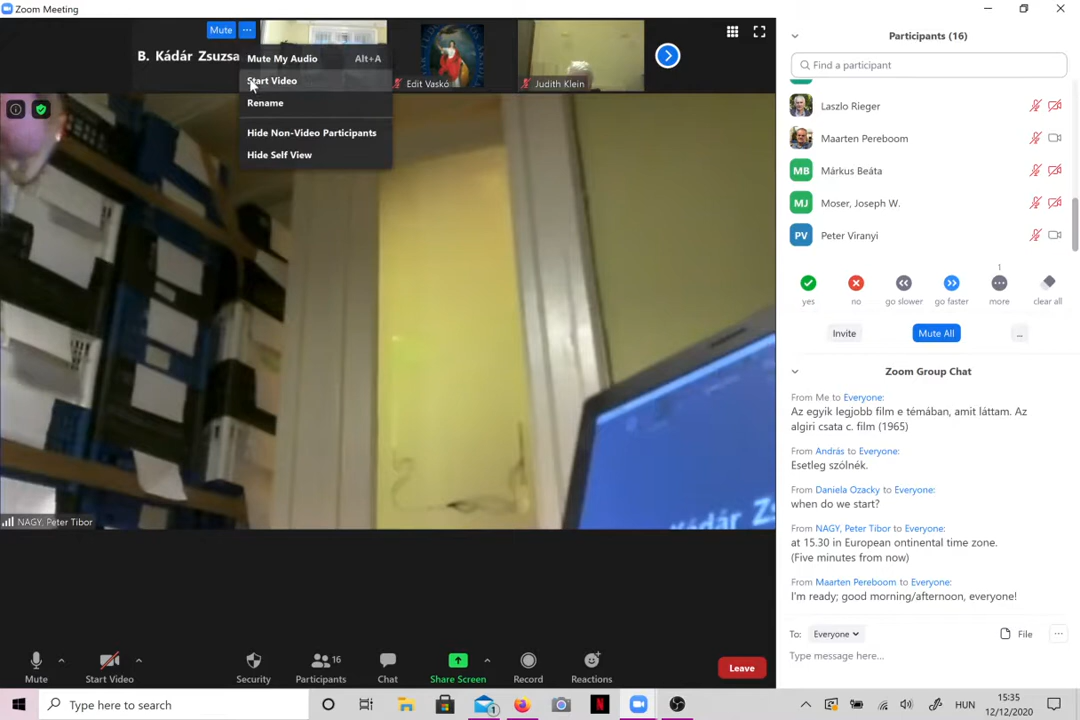 Zoom Meeting
Mute
B. Kádár Zsuzsa
Mute My Audio Alt+A
Start Video
Rename
Hide Non-Video Participants
Hide Self View
Edit Vaskó
Judith Klein
NAGY, Peter Tibor
Kádár Z
Mute
Start Video
Security
16
Participants
Chat
Share Screen
Record
Reactions
Leave
Participants (16)
Find a participant
Laszlo Rieger
Maarten Pereboom
MB Márkus Beáta
MJ Moser, Joseph W.
PV Peter Viranyi
1
yes no go slower go faster more clear all
Invite Mute All ...
Zoom Group Chat
From Me to Everyone:
Az egyik legjobb film e témában, amit láttam. Az
algiri csata c. film (1965)
From András to Everyone:
Esetleg szólnék.
From Daniela Ozacky to Everyone:
when do we start?
From NAGY, Peter Tibor to Everyone:
at 15.30 in European ontinental time zone.
(Five minutes from now)
From Maarten Pereboom to Everyone:
I'm ready; good morning/afternoon, everyone!
To: Everyone File ...
Type message here...
Type here to search
1
N
HUN
15:35
12/12/2020